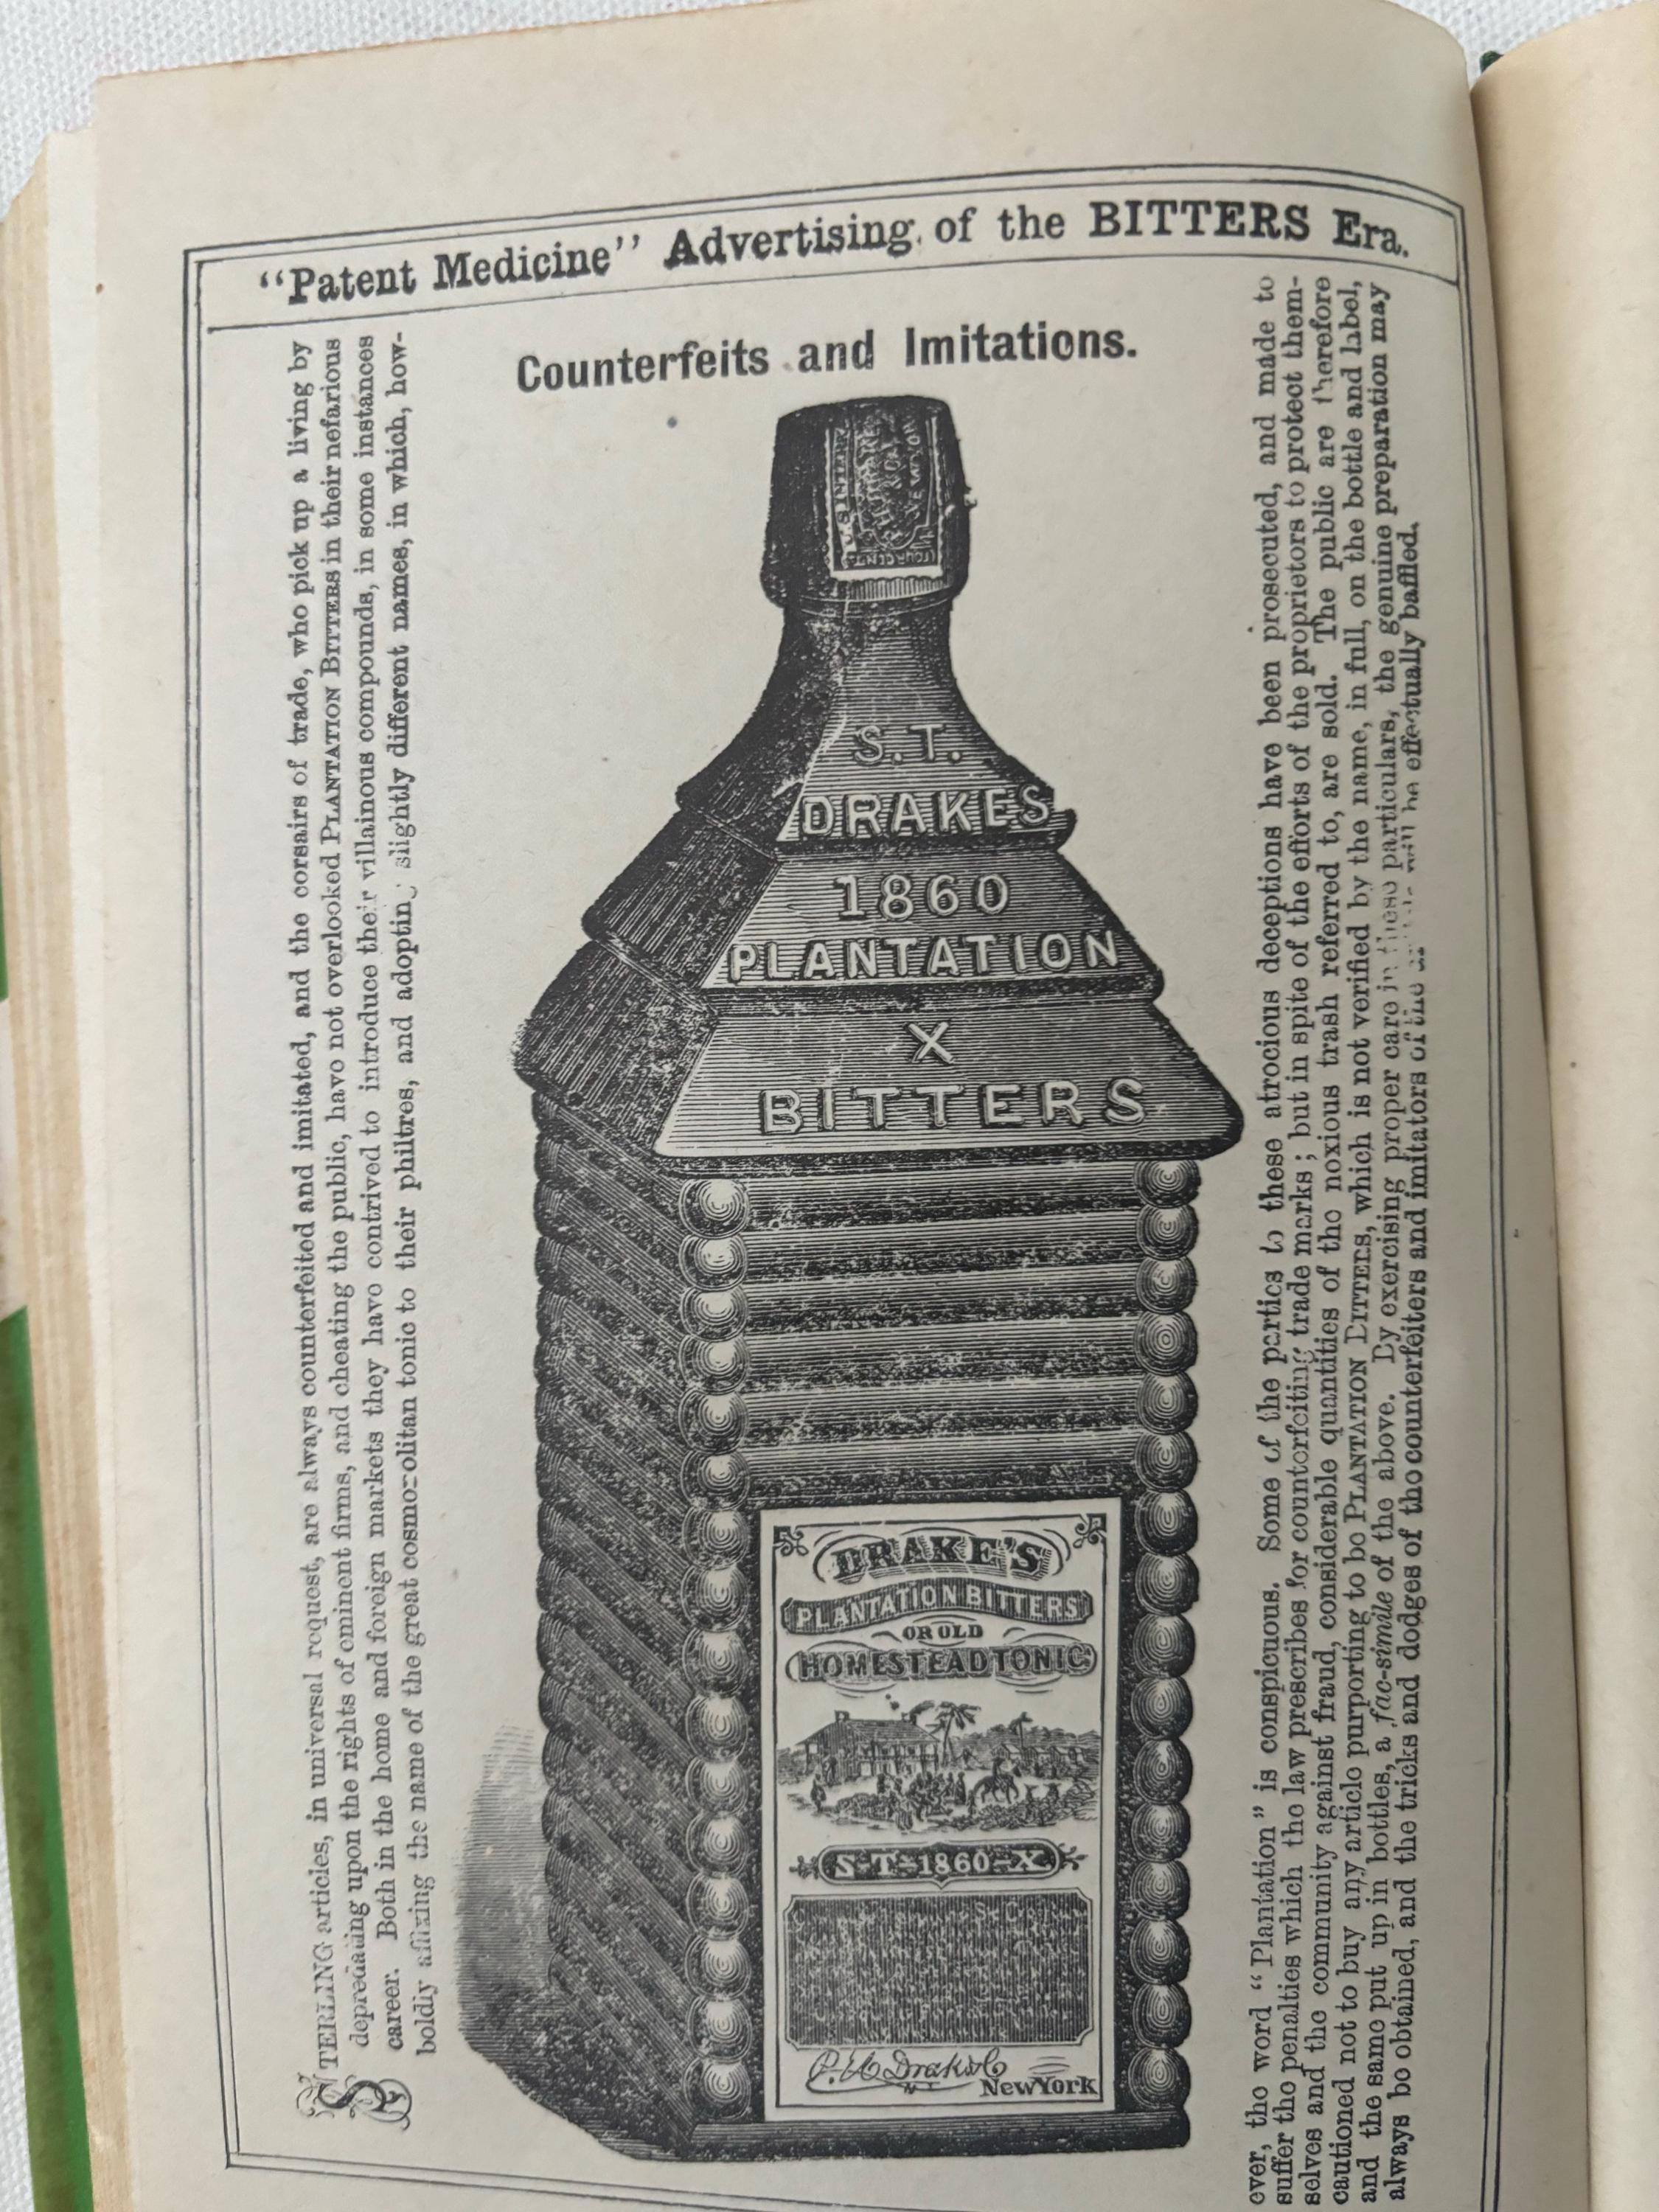 “Patent Medicine” Advertising of the BITTERS Era.
Counterfeits and Imitations.
STERLING articles, in universal request, are always counterfeited and imitated, and the corsairs of trade, who pick up a living by
depredating upon the rights of eminent firms, and cheating the public, have not overlooked PLANTATION BITTERS in their nefarious
career. Both in the home and foreign markets they have contrived to introduce their villainous compounds, in some instances
boldly affixing the name of the great cosmopolitan tonic to their philtres, and adopting slightly different names, in which, how-
S.T.
DRAKES
1860
PLANTATION
X
BITTERS
DRAKE'S
PLANTATION BITTERS
OR OLD
HOMESTEAD TONIC
S-T-1860-X
P. H. Drake & Co
N.Y.
New York
ever, the word “Plantation” is conspicuous. Some of the parties to these atrocious deceptions have been prosecuted, and made to
suffer the penalties which the law prescribes for counterfeiting trade marks; but in spite of the efforts of the proprietors to protect them-
selves and the community against fraud, considerable quantities of the noxious trash referred to, are sold. The public are therefore
cautioned not to buy any article purporting to be PLANTATION BITTERS, which is not verified by the name, in full, on the bottle and label,
and the same put up in bottles, a fac-simile of the above. By exercising proper care in these particulars, the genuine preparation may
always be obtained, and the tricks and dodges of the counterfeiters and imitators of the will be effectually baffled.